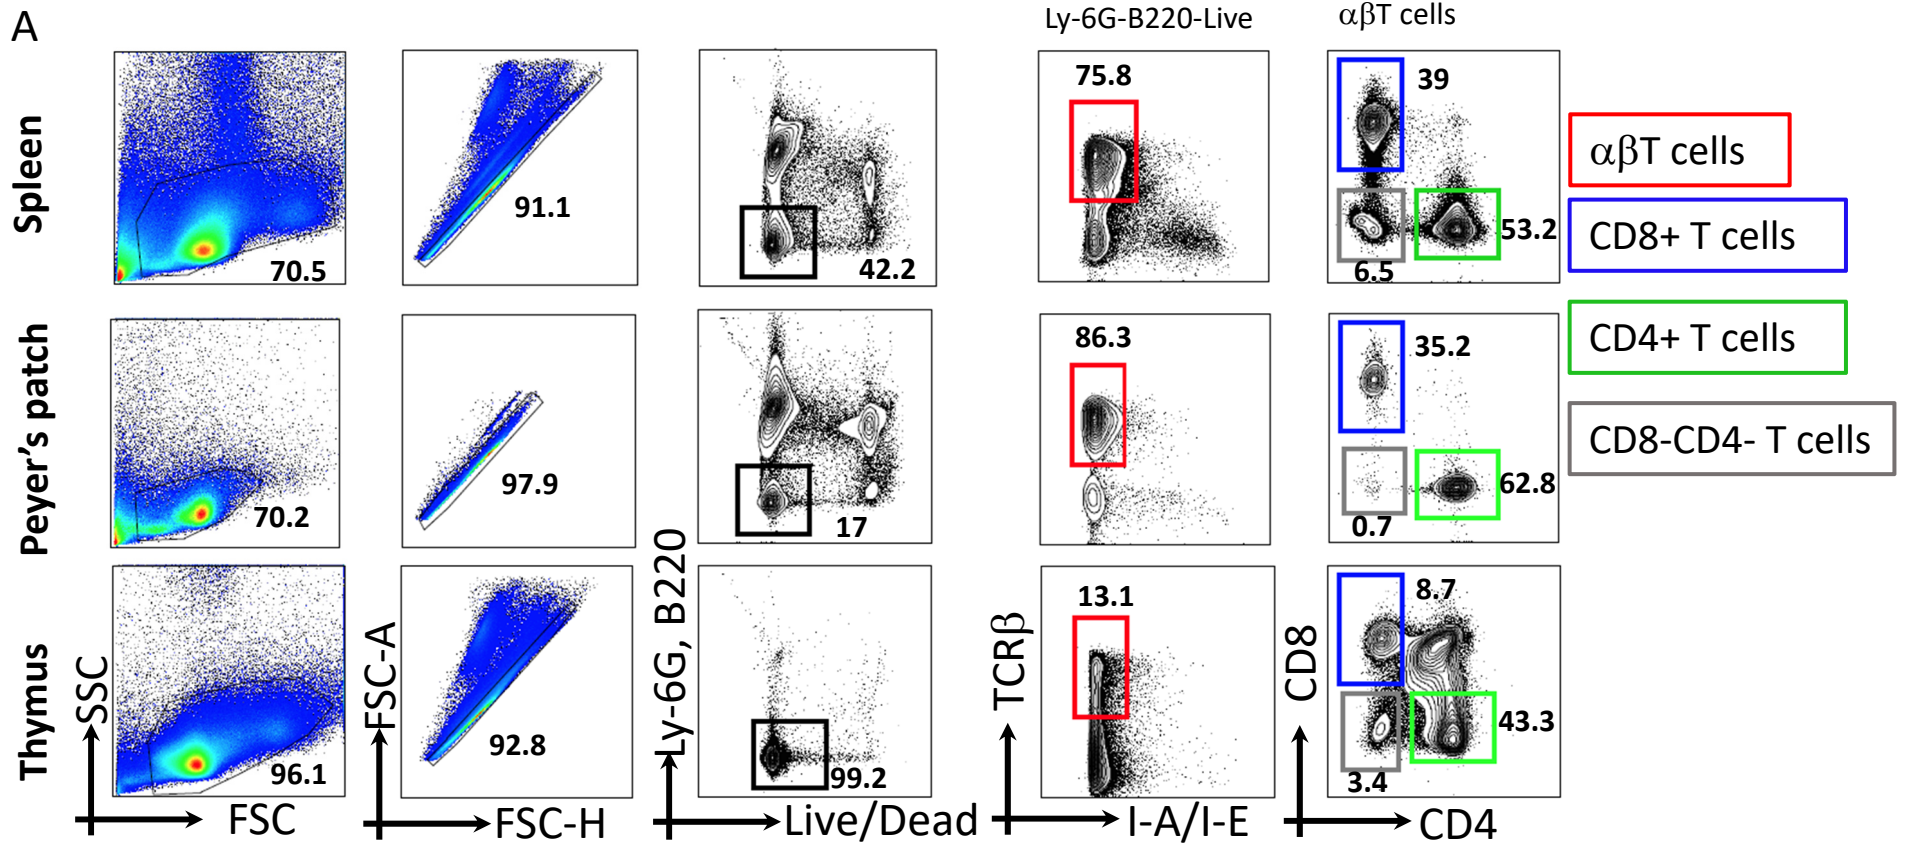 A
Ly-6G-B220-Live
αβT cells
Spleen
70.5
91.1
42.2
75.8
39
53.2
6.5
αβT cells
CD8+ T cells
CD4+ T cells
CD8-CD4- T cells
Peyer's patch
70.2
97.9
17
86.3
35.2
62.8
0.7
Thymus
96.1
92.8
99.2
13.1
8.7
43.3
3.4
SSC
FSC
FSC-A
FSC-H
Ly-6G, B220
Live/Dead
TCRβ
I-A/I-E
CD8
CD4